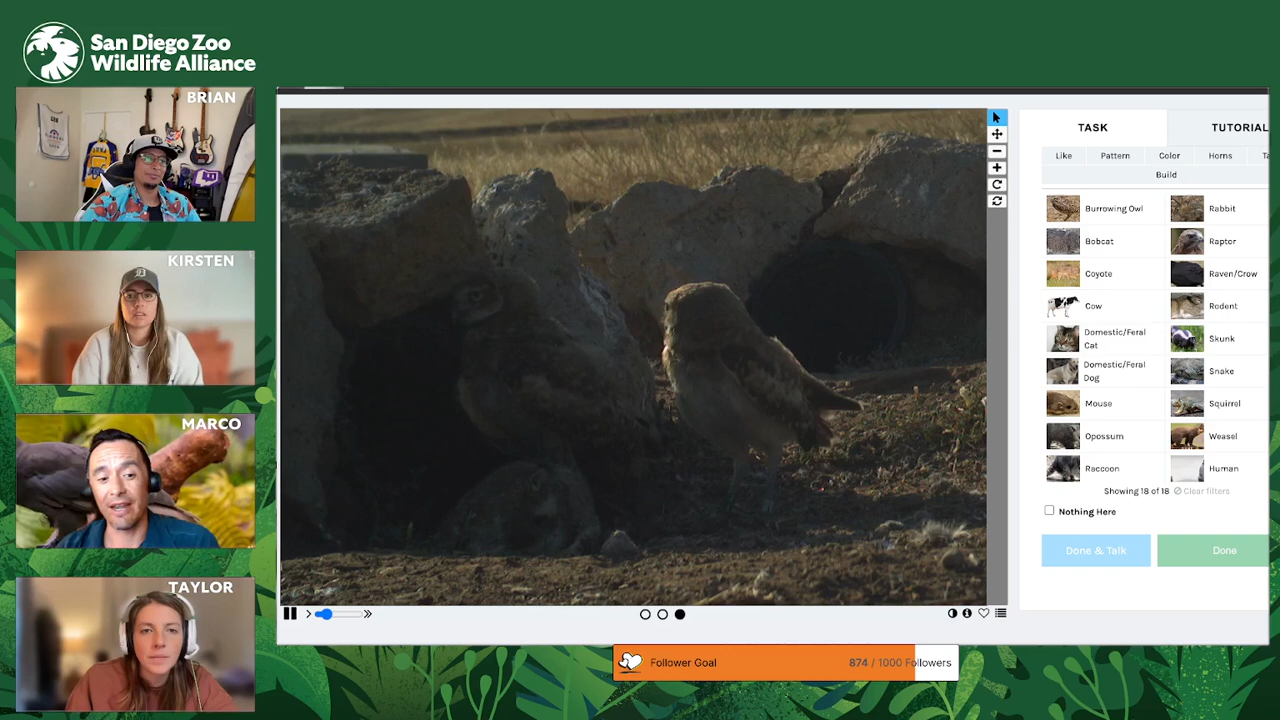 San Diego Zoo
Wildlife Alliance
BRIAN
KIRSTEN
MARCO
TAYLOR
TASK
TUTORIAL
Like
Pattern
Color
Horns
Ta
Build
Burrowing Owl
Rabbit
Bobcat
Raptor
Coyote
Raven/Crow
Cow
Rodent
Domestic/Feral
Cat
Skunk
Domestic/Feral
Dog
Snake
Mouse
Squirrel
Opossum
Weasel
Raccoon
Human
Showing 18 of 18
Clear filters
Nothing Here
Done & Talk
Done
Follower Goal
874 / 1000 Followers